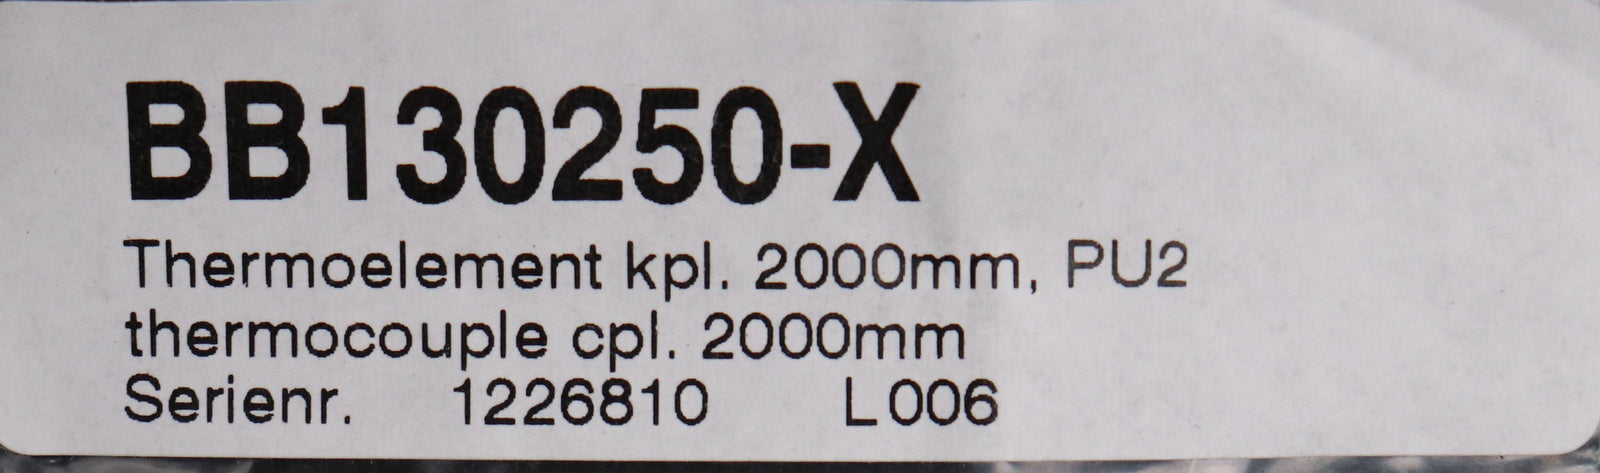 BB130250-X
Thermoelement kpl. 2000mm, PU2
thermocouple cpl. 2000mm
Serienr. 1226810 L006